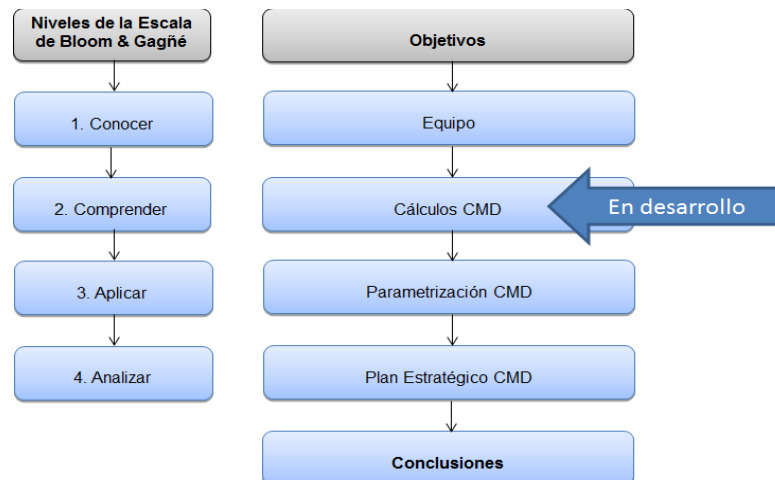 Niveles de la Escala
de Bloom & Gagñé
Objetivos
1. Conocer
Equipo
2. Comprender
Cálculos CMD
En desarrollo
3. Aplicar
Parametrización CMD
4. Analizar
Plan Estratégico CMD
Conclusiones